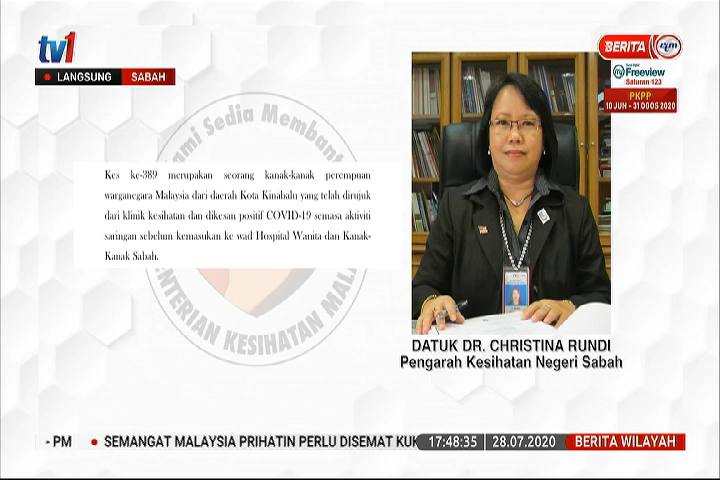 tv1
LANGSUNG SABAH
BERITA rtm
Freeview
Saluran 123
PKPP
10 JUN - 31 OGOS 2020
Kami Sedia Membantu
KEMENTERIAN KESIHATAN MALAYSIA
Kes ke-389 merupakan seorang kanak-kanak perempuan
warganegara Malaysia dari daerah Kota Kinabalu yang telah dirujuk
dari klinik kesihatan dan dikesan positif COVID-19 semasa aktiviti
saringan sebelum kemasukan ke wad Hospital Wanita dan Kanak-
Kanak Sabah.
DATUK DR. CHRISTINA RUNDI
Pengarah Kesihatan Negeri Sabah
- PM • SEMANGAT MALAYSIA PRIHATIN PERLU DISEMAT KUK 17:48:35 28.07.2020 BERITA WILAYAH